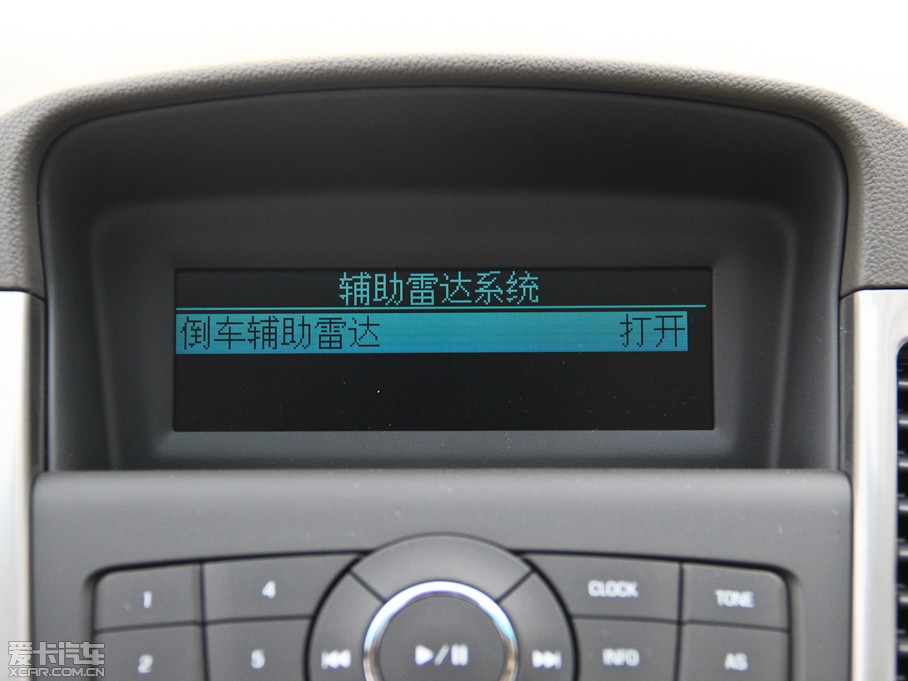 辅助雷达系统
倒车辅助雷达 打开
1 4 CLOCK TONE
2 5 INFO AS
爱卡汽车
XCAR.COM.CN